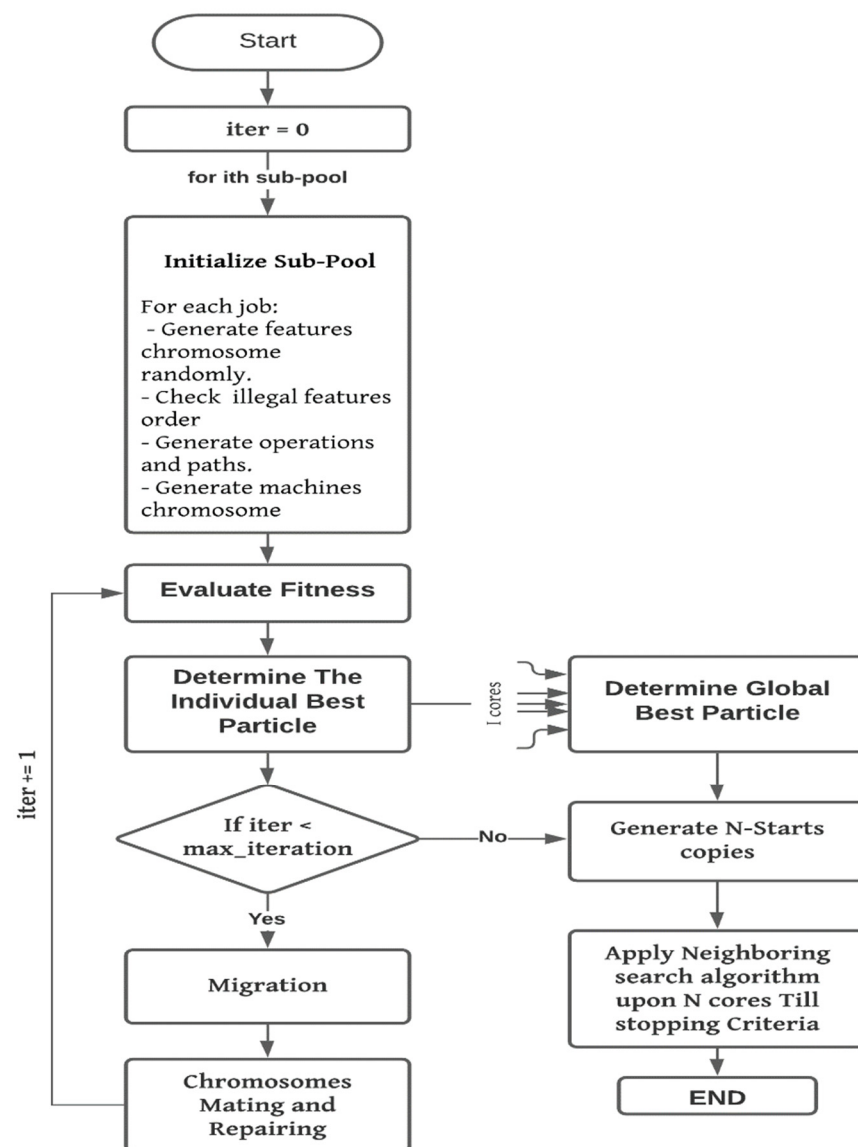 Start
iter = 0
for ith sub-pool
Initialize Sub-Pool
For each job:
- Generate features
chromosome
randomly.
- Check illegal features
order
- Generate operations
and paths.
- Generate machines
chromosome
Evaluate Fitness
Determine The
Individual Best
Particle
I cores
Determine Global
Best Particle
If iter <
max_iteration
No
Generate N-Starts
copies
Yes
iter += 1
Migration
Apply Neighboring
search algorithm
upon N cores Till
stopping Criteria
Chromosomes
Mating and
Repairing
END